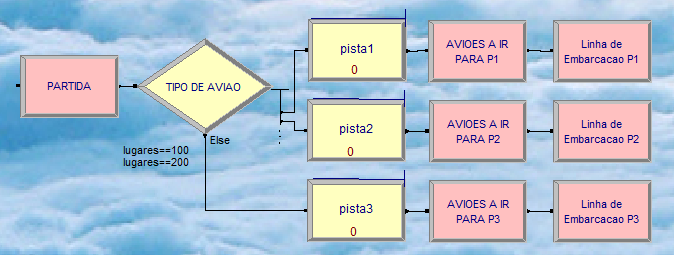 PARTIDA
TIPO DE AVIAO
Else
lugares==100
lugares==200
pista1
0
AVIOES A IR
PARA P1
Linha de
Embarcacao P1
pista2
0
AVIOES A IR
PARA P2
Linha de
Embarcacao P2
pista3
0
AVIOES A IR
PARA P3
Linha de
Embarcacao P3